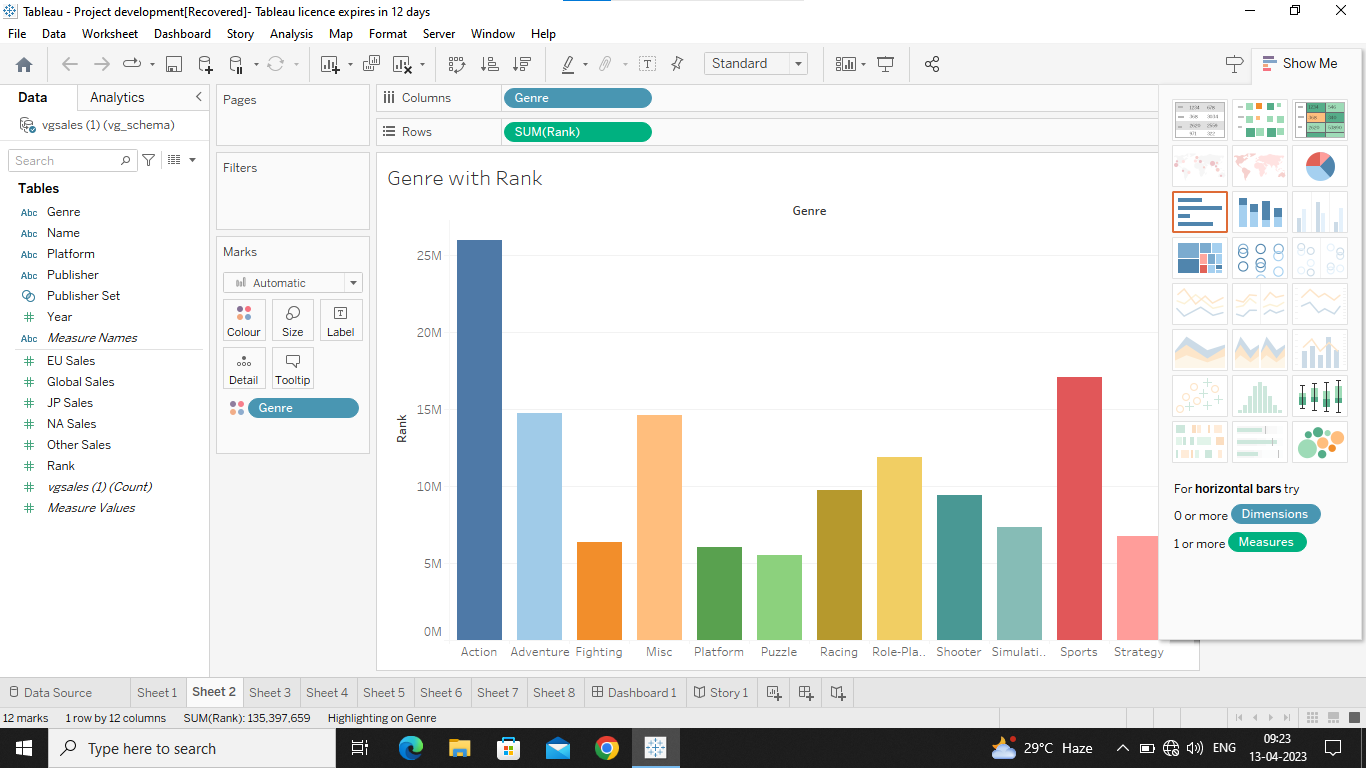 Tableau - Project development[Recovered]- Tableau licence expires in 12 days
File Data Worksheet Dashboard Story Analysis Map Format Server Window Help
Standard
Show Me
Data Analytics
vgsales (1) (vg_schema)
Search
Tables
Abc Genre
Abc Name
Abc Platform
Abc Publisher
Publisher Set
# Year
Abc Measure Names
# EU Sales
# Global Sales
# JP Sales
# NA Sales
# Other Sales
# Rank
# vgsales (1) (Count)
# Measure Values
Pages
Filters
Marks
Automatic
Colour Size Label
Detail Tooltip
Genre
Columns Genre
Rows SUM(Rank)
Genre with Rank
Genre
Rank
25M
20M
15M
10M
5M
0M
Action Adventure Fighting Misc Platform Puzzle Racing Role-Pla.. Shooter Simulati.. Sports Strategy
For horizontal bars try
0 or more Dimensions
1 or more Measures
Data Source Sheet 1 Sheet 2 Sheet 3 Sheet 4 Sheet 5 Sheet 6 Sheet 7 Sheet 8 Dashboard 1 Story 1
12 marks 1 row by 12 columns SUM(Rank): 135,397,659 Highlighting on Genre
Type here to search
29°C Haze
ENG
09:23
13-04-2023